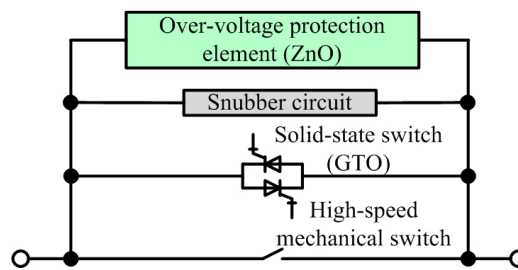 Over-voltage protection
element (ZnO)
Snubber circuit
Solid-state switch
(GTO)
High-speed
mechanical switch